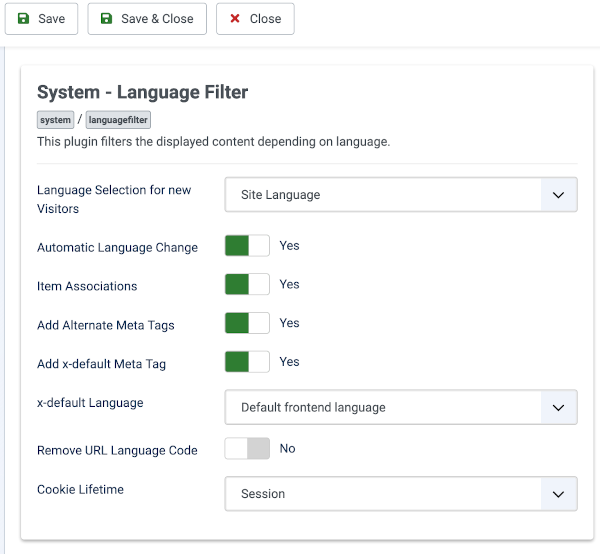 Save
Save & Close
Close
System - Language Filter
system / languagefilter
This plugin filters the displayed content depending on language.
Language Selection for new
Visitors
Site Language
Automatic Language Change
Yes
Item Associations
Yes
Add Alternate Meta Tags
Yes
Add x-default Meta Tag
Yes
x-default Language
Default frontend language
Remove URL Language Code
No
Cookie Lifetime
Session